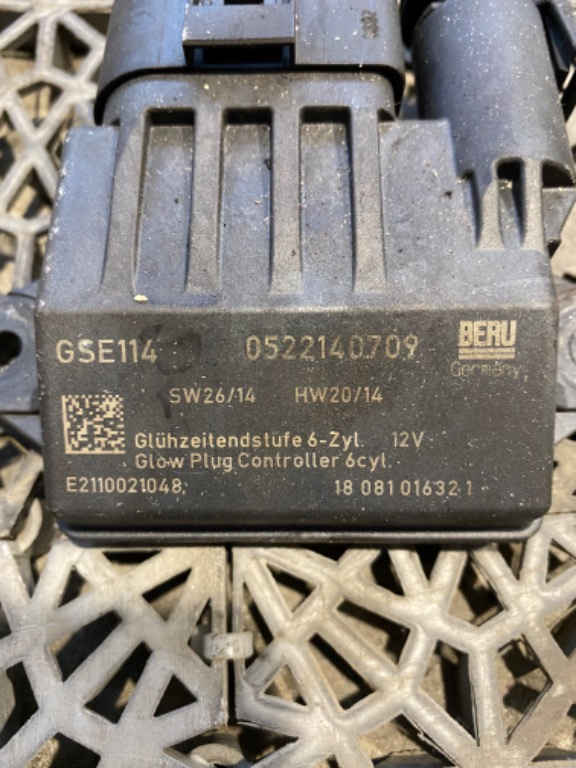 GSE114 0522140709 BERU
Germany
SW26/14 HW20/14
Glühzeitendstufe 6-Zyl. 12V
Glow Plug Controller 6cyl.
E2110021048 18 081 01632 1